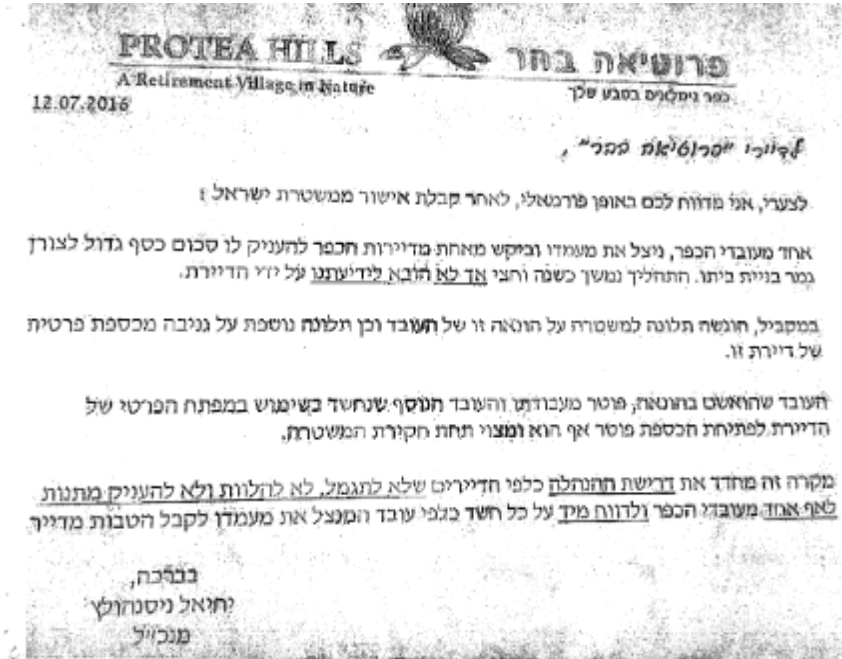 PROTEA HILLS
פרוטיאה בהר
A Retirement Village in Nature
כפר גימלונים בטבע שלך
12.07.2016
לדיירי "פרוטיאה בהר",
לצערי, אני מדווח לכם באופן פורמאלי, לאחר קבלת אישור ממשטרת ישראל :
אחד מעובדי הכפר, ניצל את מעמדו וביקש מאחת מדיירות הכפר להעניק לו סכום כסף גדול לצורך
גמר בניית ביתו. התהליך נמשך כשנה וחצי אך לא הובא לידיעתנו על ידי הדיירת.
במקביל, הוגשה תלונה למשטרה על הונאה זו של העובד וכן תלונה נוספת על גניבה מכספת פרטית
של דיירת זו.
העובד שהואשם בהונאה, פוטר מעבודתו והעובד הנוסף שנחשד בשימוש במפתח הפרטי של
הדיירת לפתיחת הכספת פוטר אף הוא ומצוי תחת חקירת המשטרה.
מקרה זה מחדד את דרישת ההנהלה כלפי הדיירים שלא לתגמל, לא להלוות ולא להעניק מתנות
לאף אחד מעובדי הכפר ולדווח מיד על כל חשד כלפי עובד המנצל את מעמדו לקבל הטבות מדייר
בברכה,
יחיאל ניסנהולץ
מנכ"ל